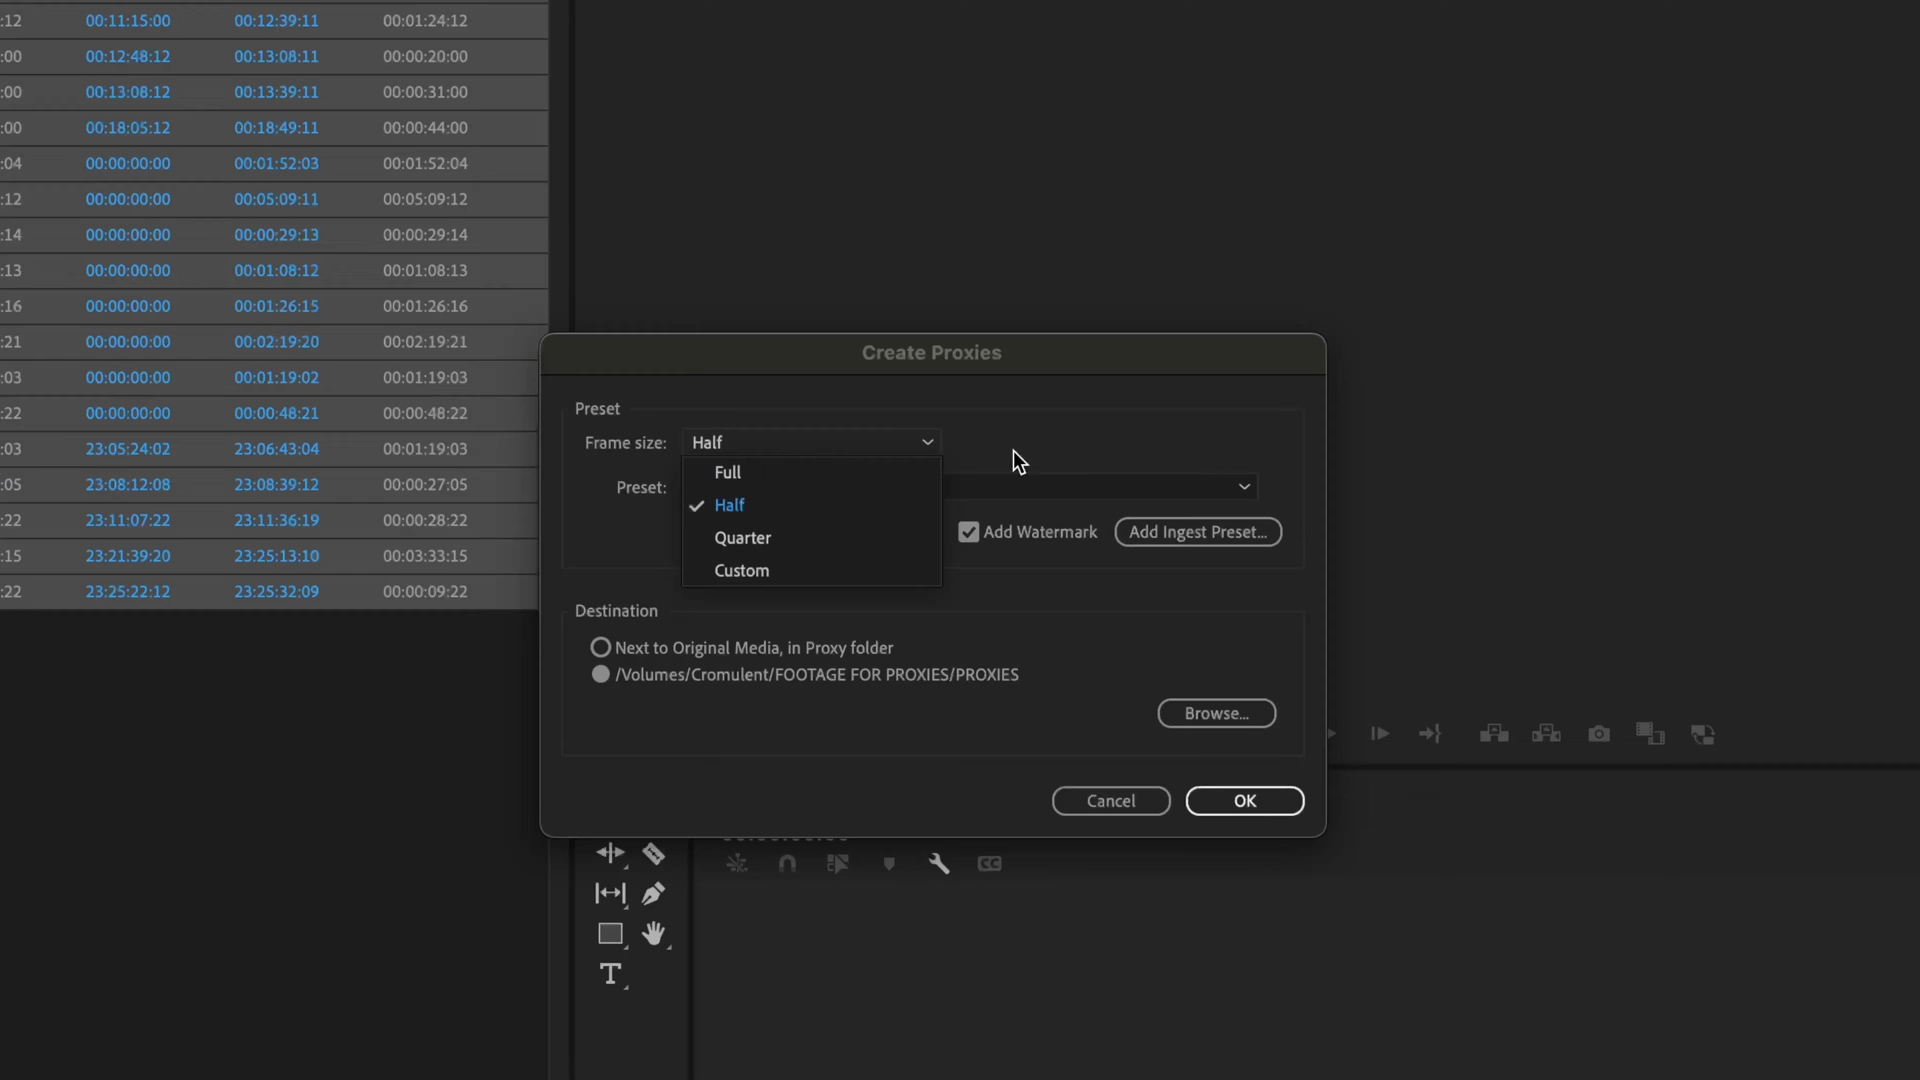 :12 00:11:15:00 00:12:39:11 00:01:24:12
:00 00:12:48:12 00:13:08:11 00:00:20:00
:00 00:13:08:12 00:13:39:11 00:00:31:00
:00 00:18:05:12 00:18:49:11 00:00:44:00
:04 00:00:00:00 00:01:52:03 00:01:52:04
:12 00:00:00:00 00:05:09:11 00:05:09:12
:14 00:00:00:00 00:00:29:13 00:00:29:14
:13 00:00:00:00 00:01:08:12 00:01:08:13
:16 00:00:00:00 00:01:26:15 00:01:26:16
:21 00:00:00:00 00:02:19:20 00:02:19:21
:03 00:00:00:00 00:01:19:02 00:01:19:03
:22 00:00:00:00 00:00:48:21 00:00:48:22
:03 23:05:24:02 23:06:43:04 00:01:19:03
:05 23:08:12:08 23:08:39:12 00:00:27:05
:22 23:11:07:22 23:11:36:19 00:00:28:22
:15 23:21:39:20 23:25:13:10 00:03:33:15
:22 23:25:22:12 23:25:32:09 00:00:09:22
Create Proxies
Preset
Frame size: Half
Full
Preset:
Half
Quarter
Custom
Add Watermark Add Ingest Preset...
Destination
Next to Original Media, in Proxy folder
/Volumes/Cromulent/FOOTAGE FOR PROXIES/PROXIES
Browse...
Cancel OK
CC
T